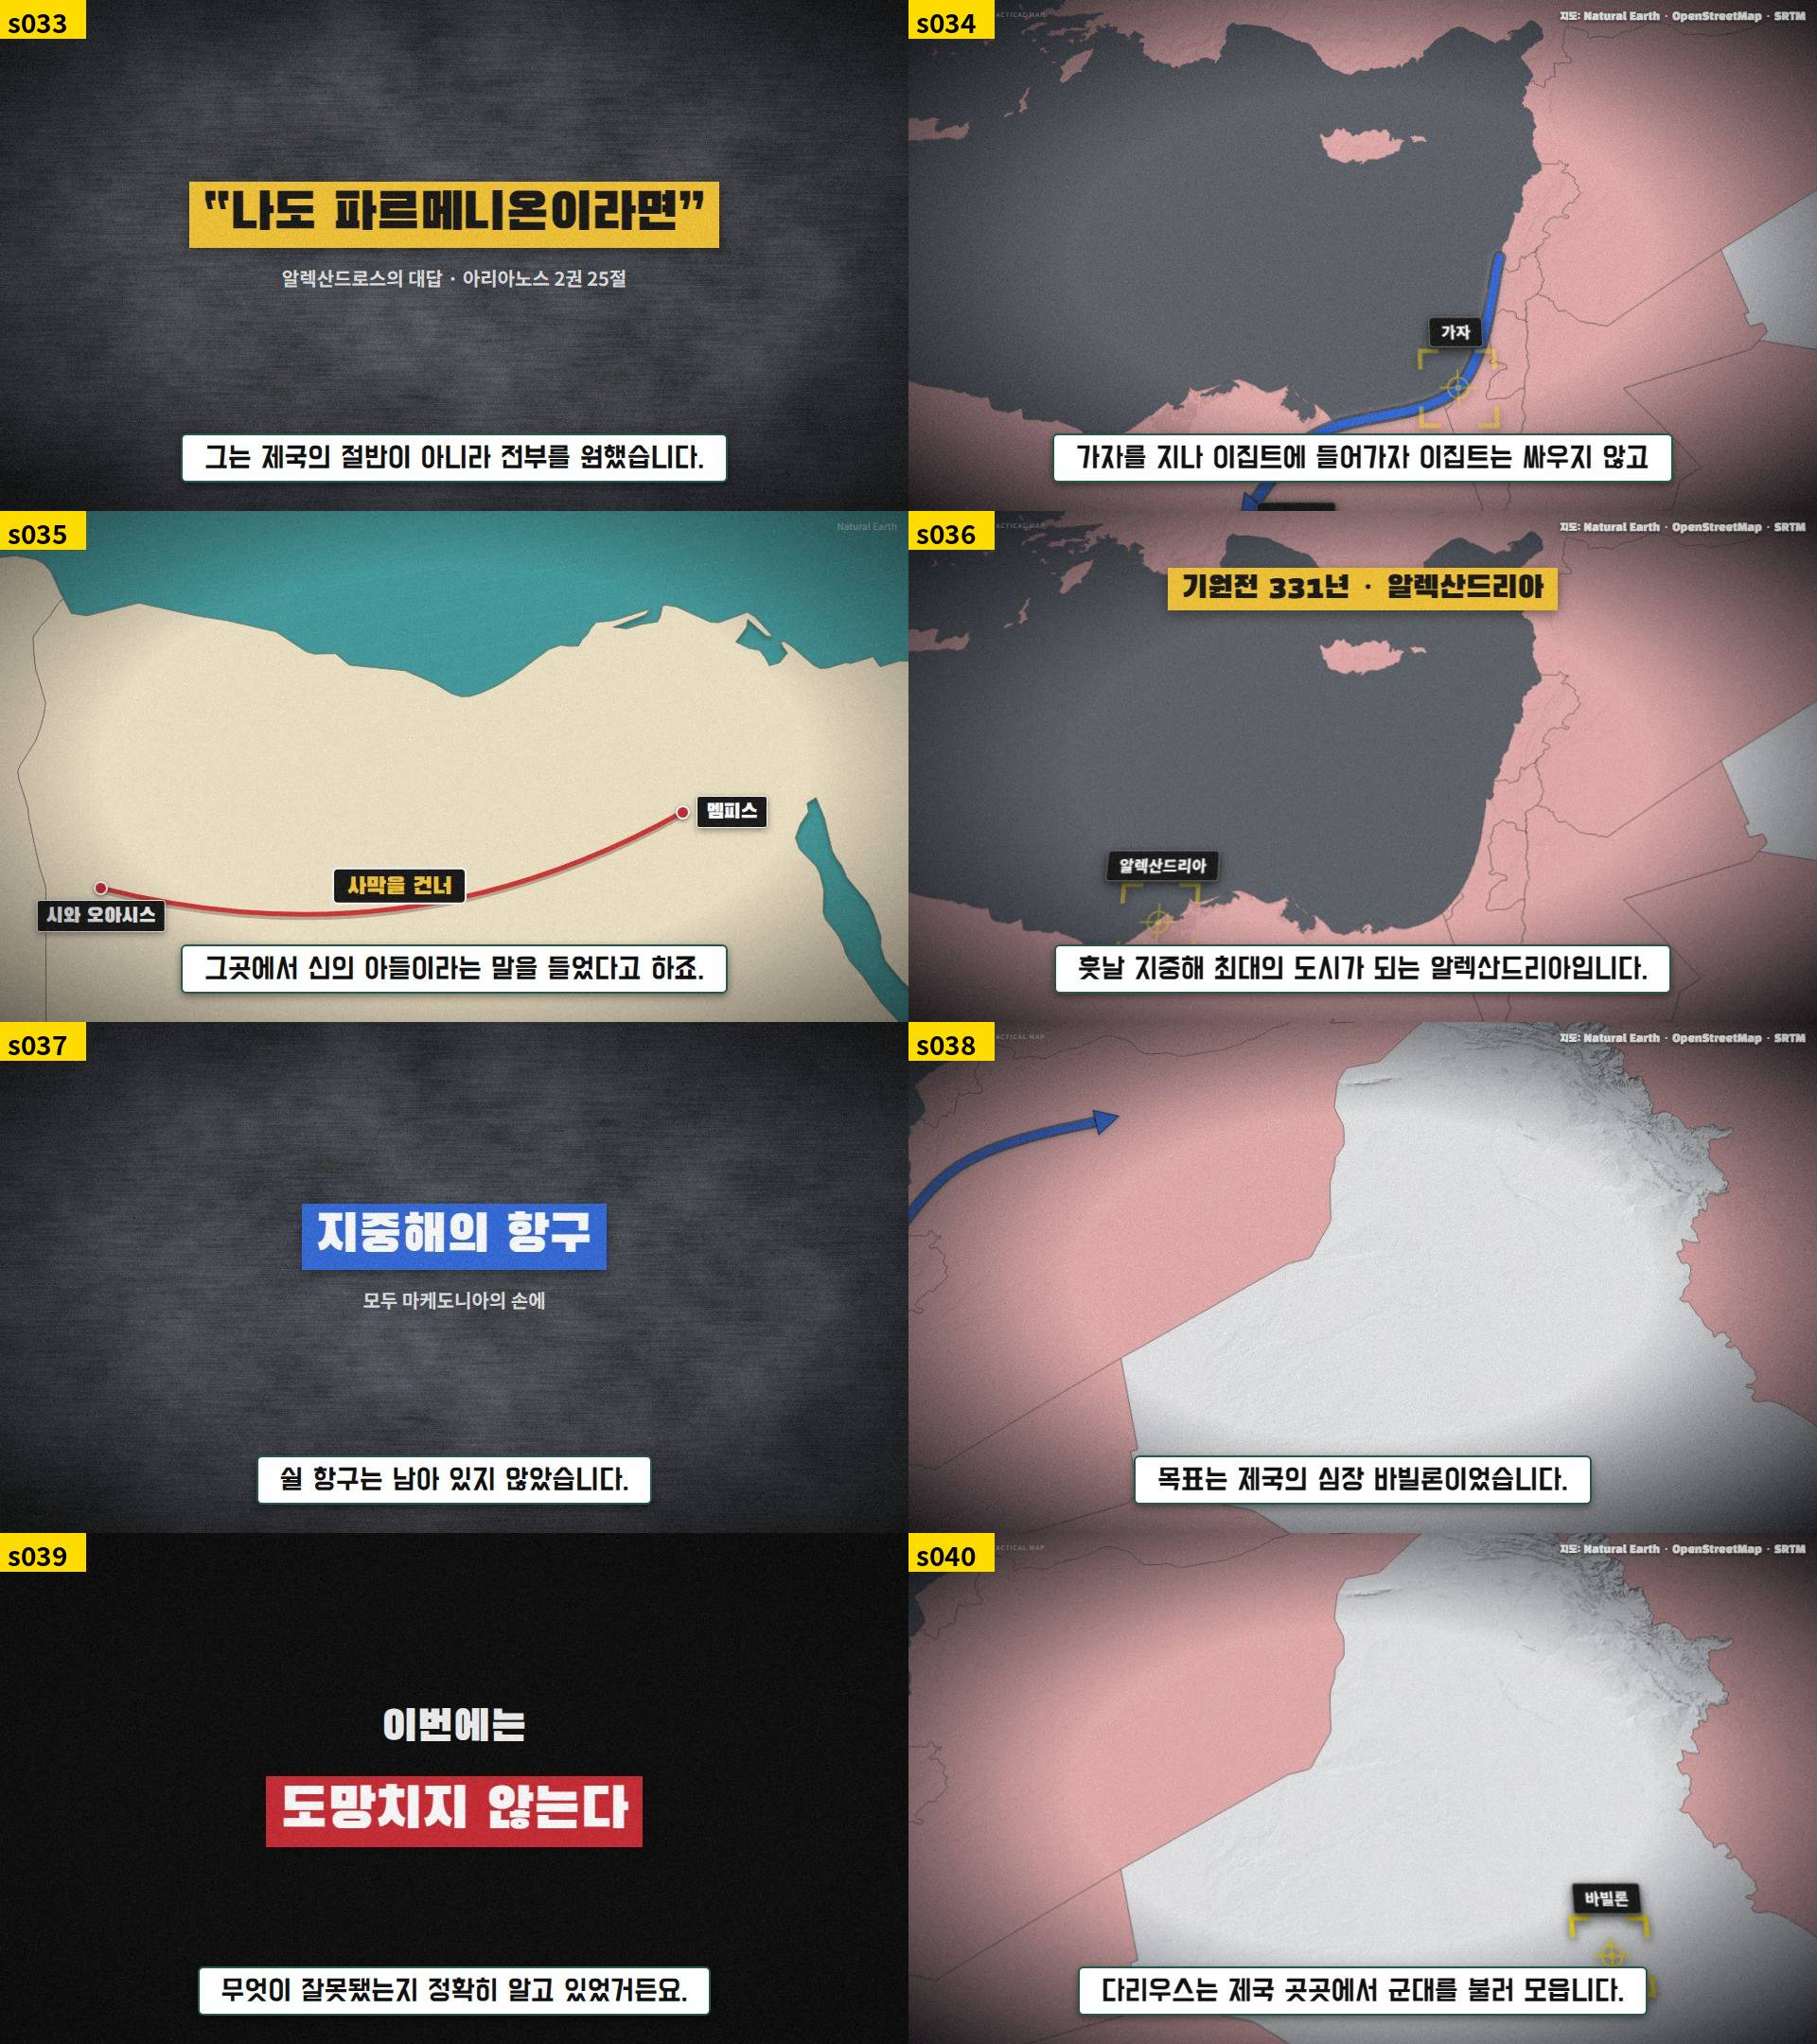 s033
“나도 파르메니온이라면”
알렉산드로스의 대답 · 아리아노스 2권 25절
그는 제국의 절반이 아니라 전부를 원했습니다.
s034
지도: Natural Earth · OpenStreetMap · SRTM
가자
가자를 지나 이집트에 들어가자 이집트는 싸우지 않고
s035
Natural Earth
멤피스
사막을 건너
시와 오아시스
그곳에서 신의 아들이라는 말을 들었다고 하죠.
s036
ACTICAL MAP
지도: Natural Earth · OpenStreetMap · SRTM
기원전 331년 · 알렉산드리아
알렉산드리아
훗날 지중해 최대의 도시가 되는 알렉산드리아입니다.
s037
지중해의 항구
모두 마케도니아의 손에
쉴 항구는 남아 있지 않았습니다.
s038
ACTICAL MAP
지도: Natural Earth · OpenStreetMap · SRTM
목표는 제국의 심장 바빌론이었습니다.
s039
이번에는
도망치지 않는다
무엇이 잘못됐는지 정확히 알고 있었거든요.
s040
ACTICAL MAP
지도: Natural Earth · OpenStreetMap · SRTM
바빌론
다리우스는 제국 곳곳에서 군대를 불러 모읍니다.